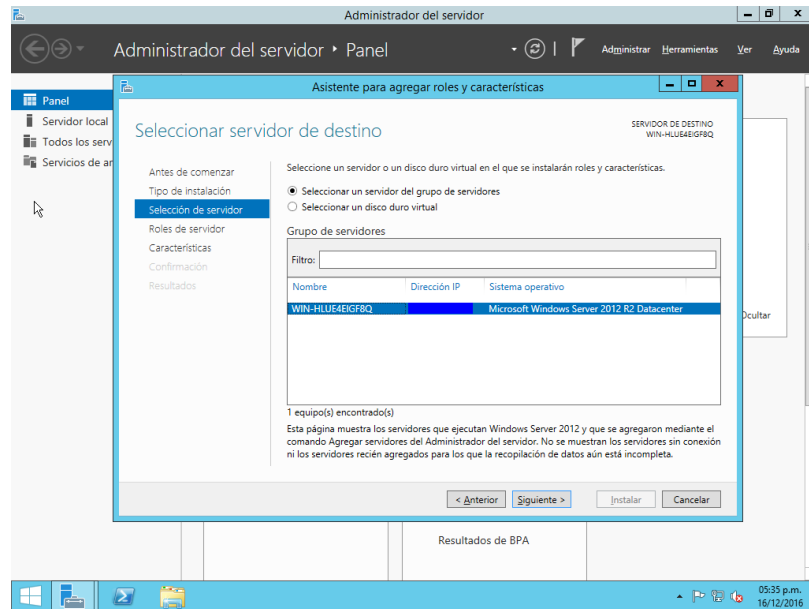 Administrador del servidor
Administrador del servidor • Panel
Administrar Herramientas Ver Ayuda
Panel
Servidor local
Todos los serv
Servicios de ar
Asistente para agregar roles y características
Seleccionar servidor de destino
SERVIDOR DE DESTINO
WIN-HLUE4EIGF8Q
Antes de comenzar
Tipo de instalación
Selección de servidor
Roles de servidor
Características
Confirmación
Resultados
Seleccione un servidor o un disco duro virtual en el que se instalarán roles y características.
Seleccionar un servidor del grupo de servidores
Seleccionar un disco duro virtual
Grupo de servidores
Filtro:
Nombre Dirección IP Sistema operativo
WIN-HLUE4EIGF8Q Microsoft Windows Server 2012 R2 Datacenter
1 equipo(s) encontrado(s)
Esta página muestra los servidores que ejecutan Windows Server 2012 y que se agregaron mediante el
comando Agregar servidores del Administrador del servidor. No se muestran los servidores sin conexión
ni los servidores recién agregados para los que la recopilación de datos aún está incompleta.
< Anterior Siguiente > Instalar Cancelar
Ocultar
Resultados de BPA
05:35 p.m.
16/12/2016